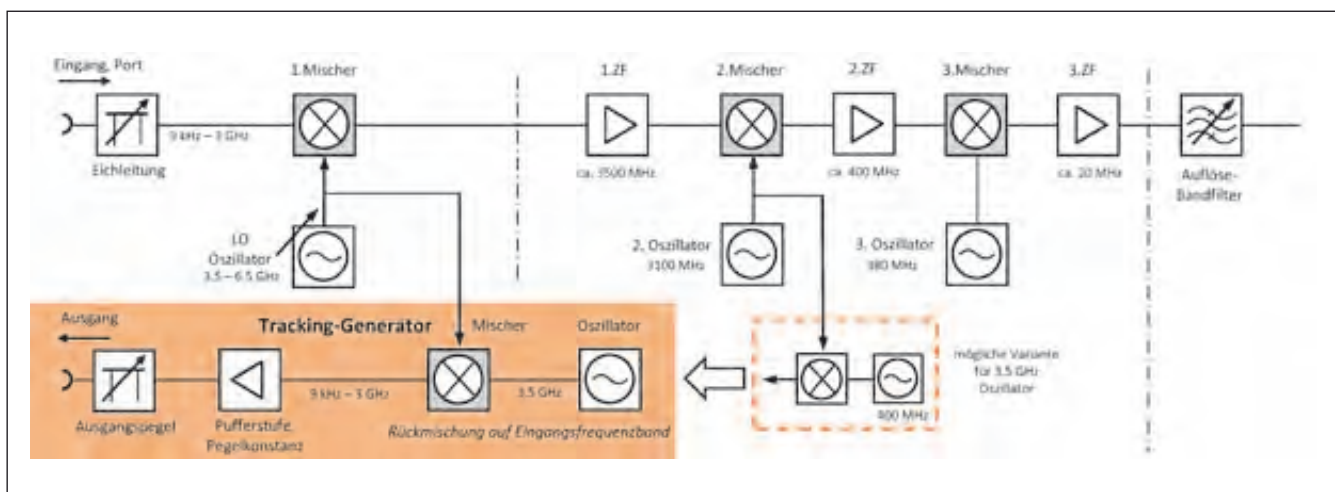 Eingang, Port
1.Mischer
1.ZF
2.Mischer
2.ZF
3.Mischer
3.ZF
9 kHz – 3 GHz
Eichleitung
ca. 3500 MHz
ca. 400 MHz
ca. 20 MHz
Auflöse-
Bandfilter
LO
Oszillator
3.5 – 6.5 GHz
2. Oszillator
3100 MHz
3. Oszillator
380 MHz
Ausgang
Tracking-Generator
Mischer
Oszillator
mögliche Variante
für 3.5 GHz
Oszillator
9 kHz – 3 GHz
3.5 GHz
400 MHz
Ausgangspegel
Pufferstufe,
Pegelkonstanz
Rückmischung auf Eingangsfrequenzband